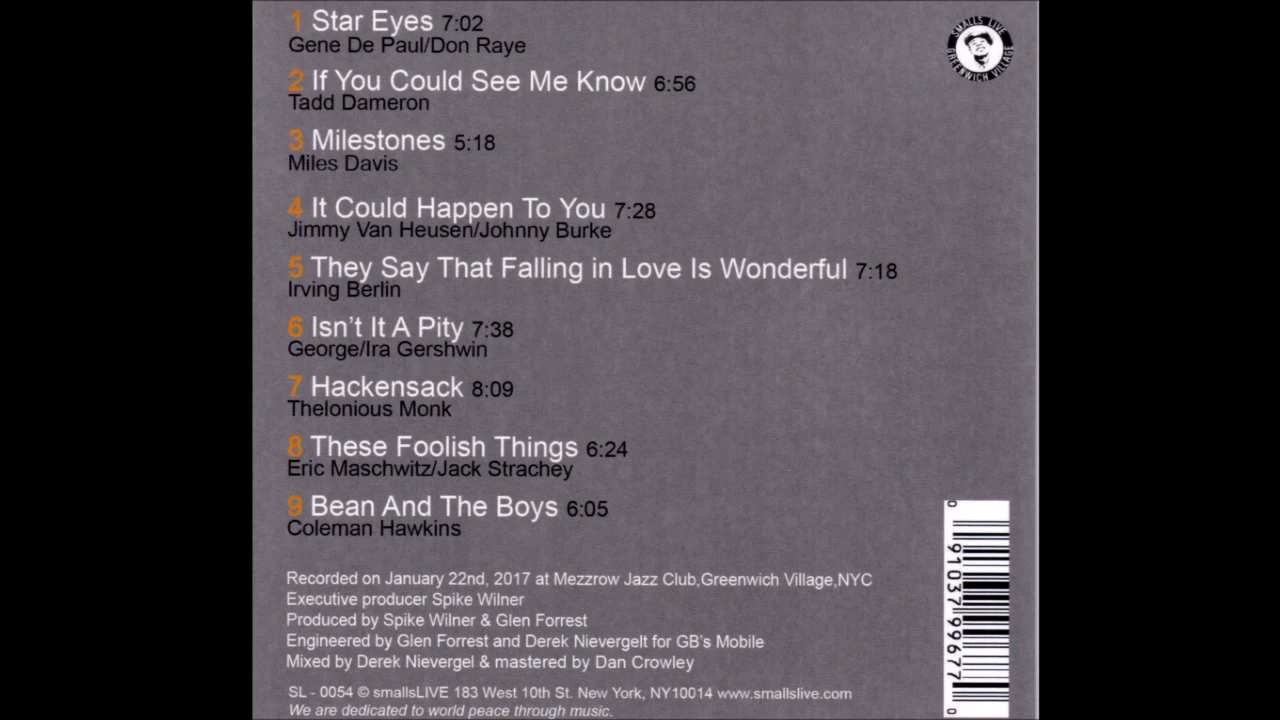 1 Star Eyes 7:02
Gene De Paul/Don Raye
2 If You Could See Me Know 6:56
Tadd Dameron
3 Milestones 5:18
Miles Davis
4 It Could Happen To You 7:28
Jimmy Van Heusen/Johnny Burke
5 They Say That Falling in Love Is Wonderful 7:18
Irving Berlin
6 Isn't It A Pity 7:38
George/Ira Gershwin
7 Hackensack 8:09
Thelonious Monk
8 These Foolish Things 6:24
Eric Maschwitz/Jack Strachey
9 Bean And The Boys 6:05
Coleman Hawkins
Recorded on January 22nd, 2017 at Mezzrow Jazz Club,Greenwich Village,NYC
Executive producer Spike Wilner
Produced by Spike Wilner & Glen Forrest
Engineered by Glen Forrest and Derek Nievergelt for GB's Mobile
Mixed by Derek Nievergel & mastered by Dan Crowley
SL - 0054 © smallsLIVE 183 West 10th St. New York, NY10014 www.smallslive.com
We are dedicated to world peace through music.
SMALLS LIVE
GREENWICH VILLAGE
0 91037 99677 0